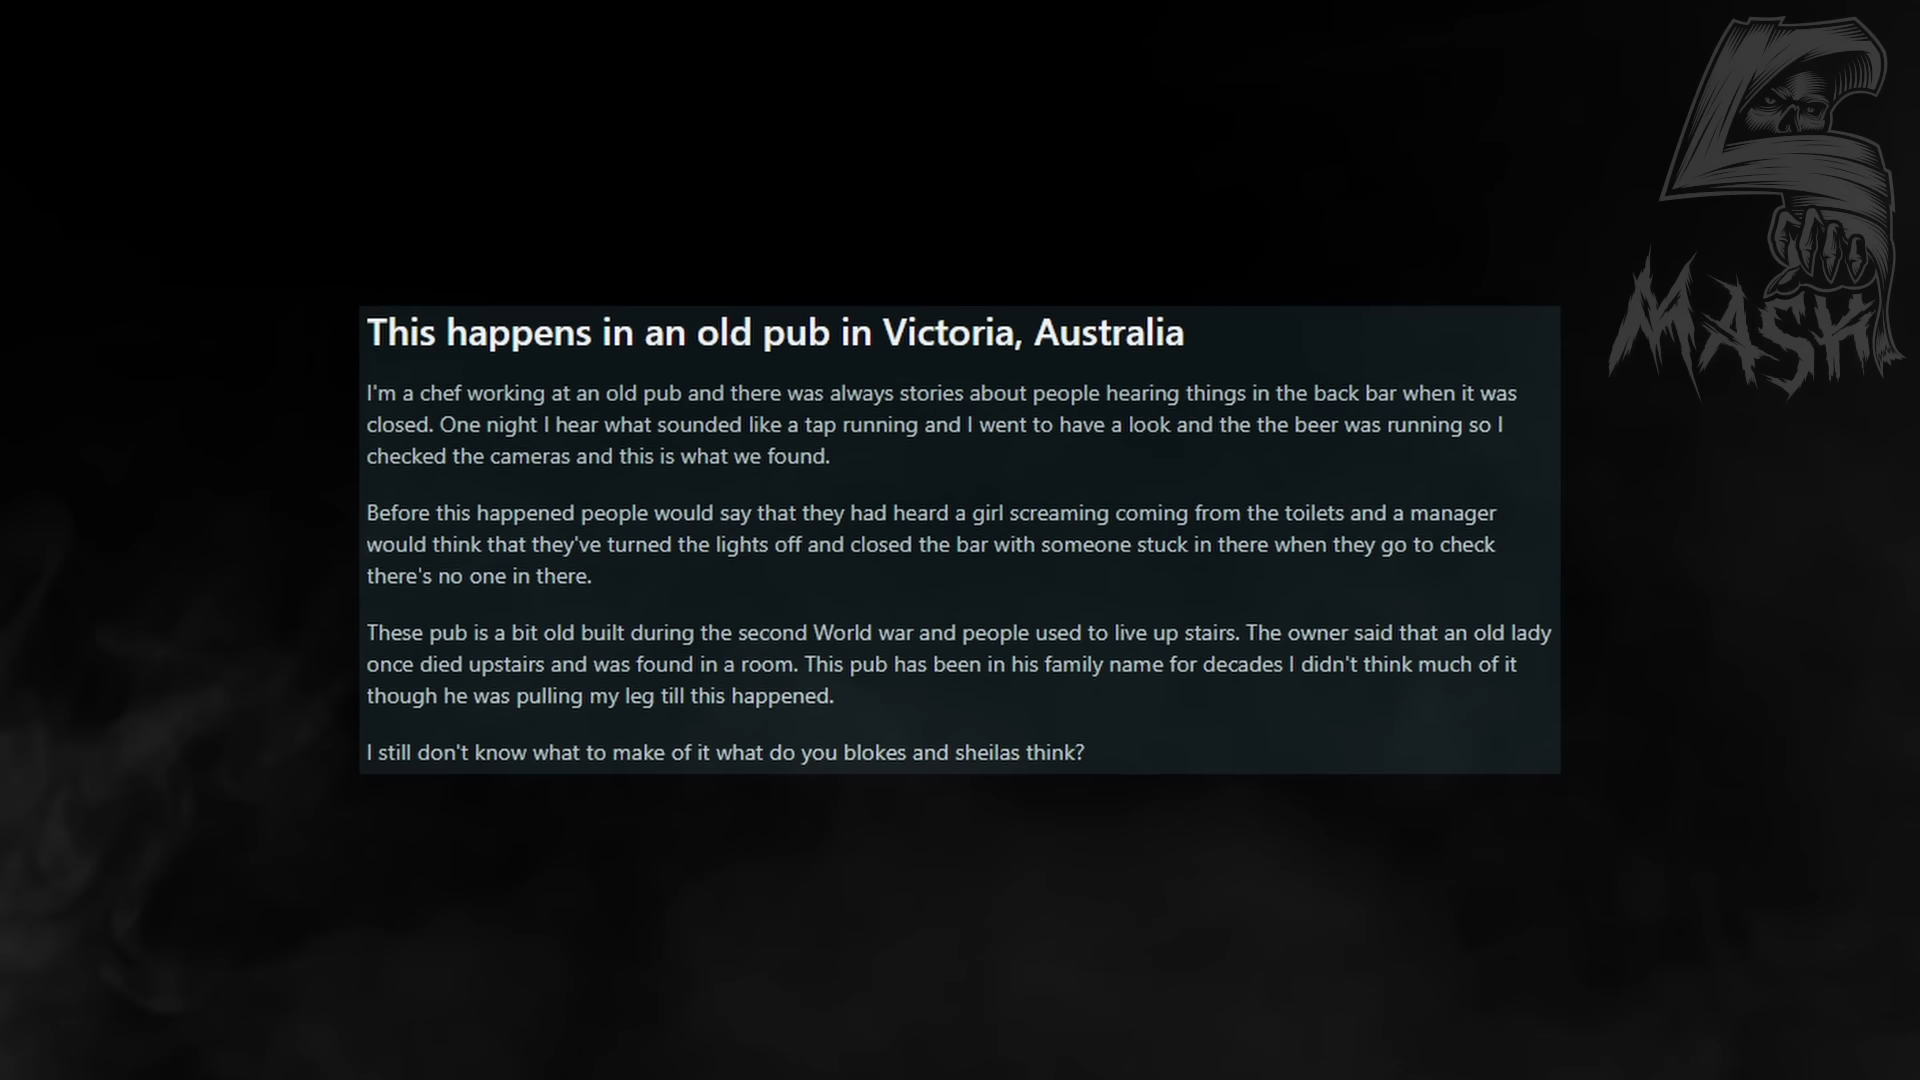 This happens in an old pub in Victoria, Australia
I'm a chef working at an old pub and there was always stories about people hearing things in the back bar when it was
closed. One night I hear what sounded like a tap running and I went to have a look and the the beer was running so I
checked the cameras and this is what we found.
Before this happened people would say that they had heard a girl screaming coming from the toilets and a manager
would think that they've turned the lights off and closed the bar with someone stuck in there when they go to check
there's no one in there.
These pub is a bit old built during the second World war and people used to live up stairs. The owner said that an old lady
once died upstairs and was found in a room. This pub has been in his family name for decades I didn't think much of it
though he was pulling my leg till this happened.
I still don't know what to make of it what do you blokes and sheilas think?
MASK